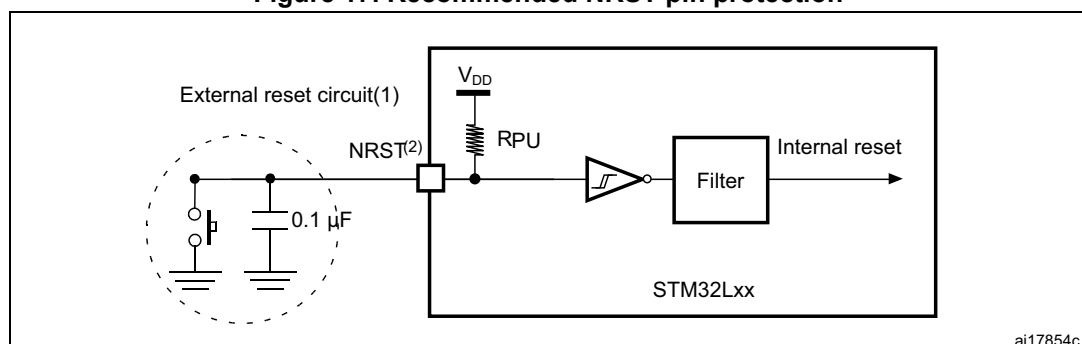 Figure 17. Recommended NRST pin protection
VDD
External reset circuit(1)
RPU
NRST(2)
Internal reset
Filter
0.1 µF
STM32Lxx
ai17854c